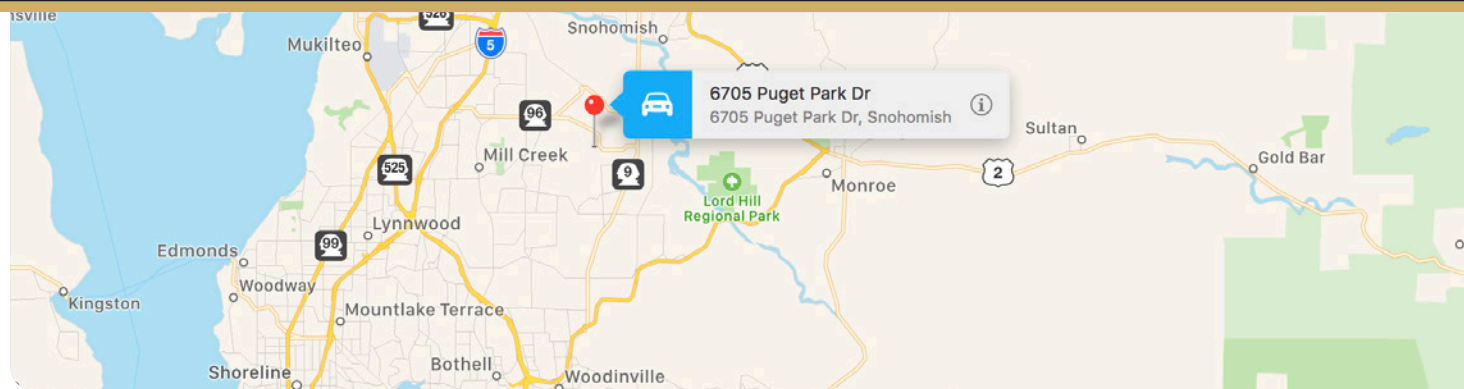 526
Snohomish
Mukilteo
5
6705 Puget Park Dr
6705 Puget Park Dr, Snohomish
96
Sultan
Mill Creek
Gold Bar
525
9
2
Monroe
Lord Hill
Regional Park
Lynnwood
99
Edmonds
Woodway
Kingston
Mountlake Terrace
Bothell
Shoreline
Woodinville